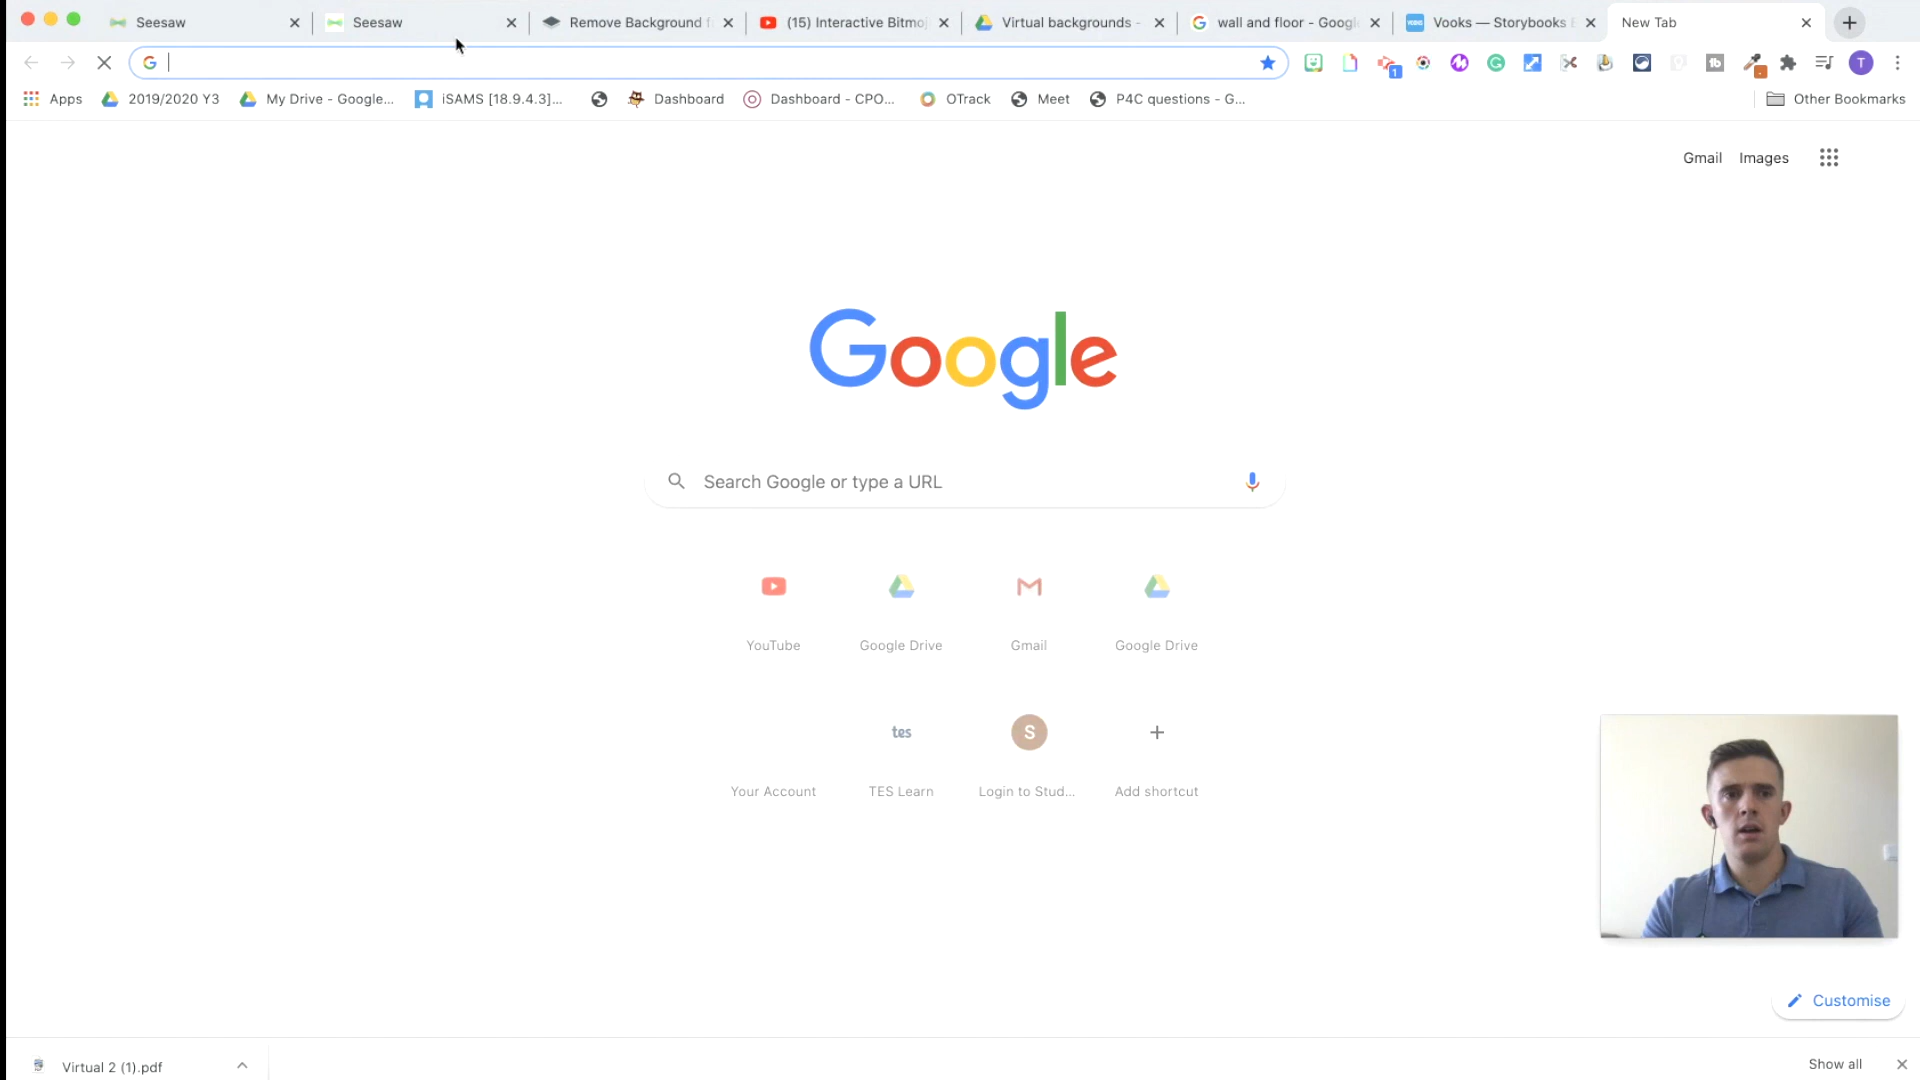 Seesaw
Seesaw
Remove Background f
(15) Interactive Bitmoj
Virtual backgrounds -
wall and floor - Google
Vooks — Storybooks B
New Tab
T
Apps
2019/2020 Y3
My Drive - Google...
iSAMS [18.9.4.3]...
Dashboard
Dashboard - CPO...
OTrack
Meet
P4C questions - G...
Other Bookmarks
Gmail Images
Google
Search Google or type a URL
YouTube
Google Drive
Gmail
Google Drive
tes
S
Your Account
TES Learn
Login to Stud...
Add shortcut
Customise
Virtual 2 (1).pdf
Show all